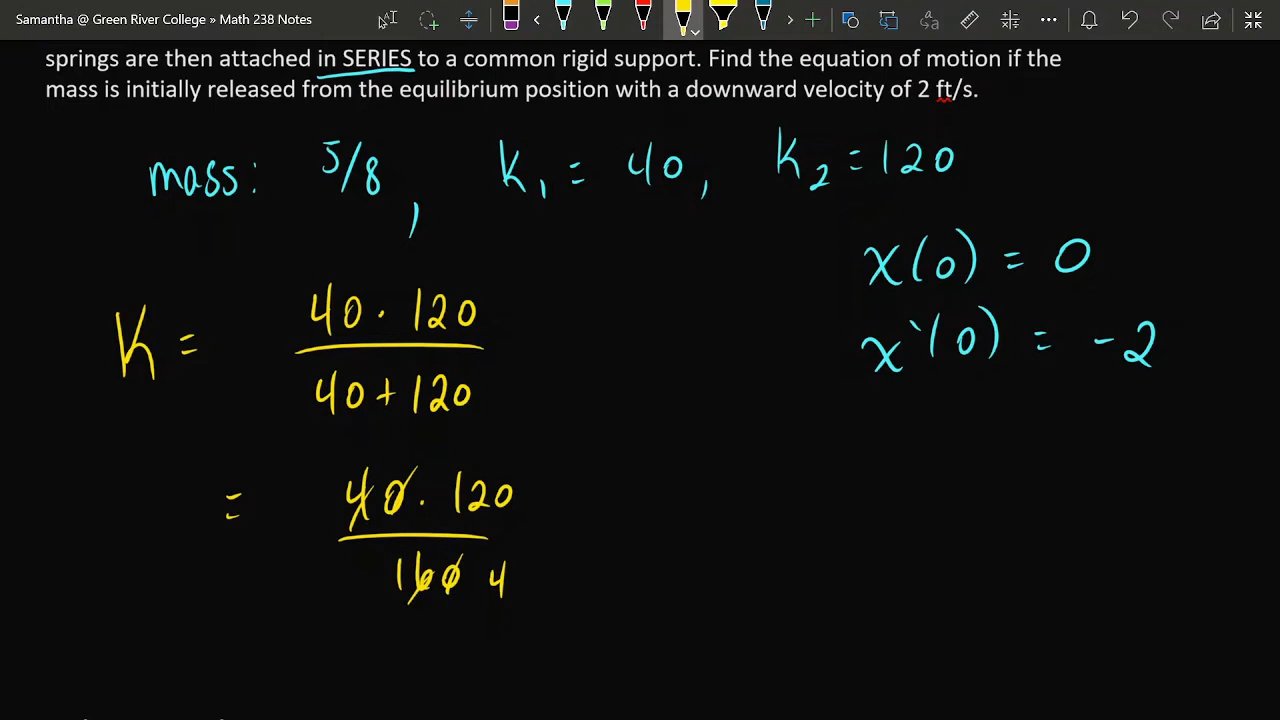 Samantha @ Green River College » Math 238 Notes
springs are then attached in SERIES to a common rigid support. Find the equation of motion if the
mass is initially released from the equilibrium position with a downward velocity of 2 ft/s.
mass: 5/8, k₁ = 40, k₂ = 120
x(0) = 0
x'(0) = -2
K = 40 · 120
40 + 120
= 40 · 120
160 4